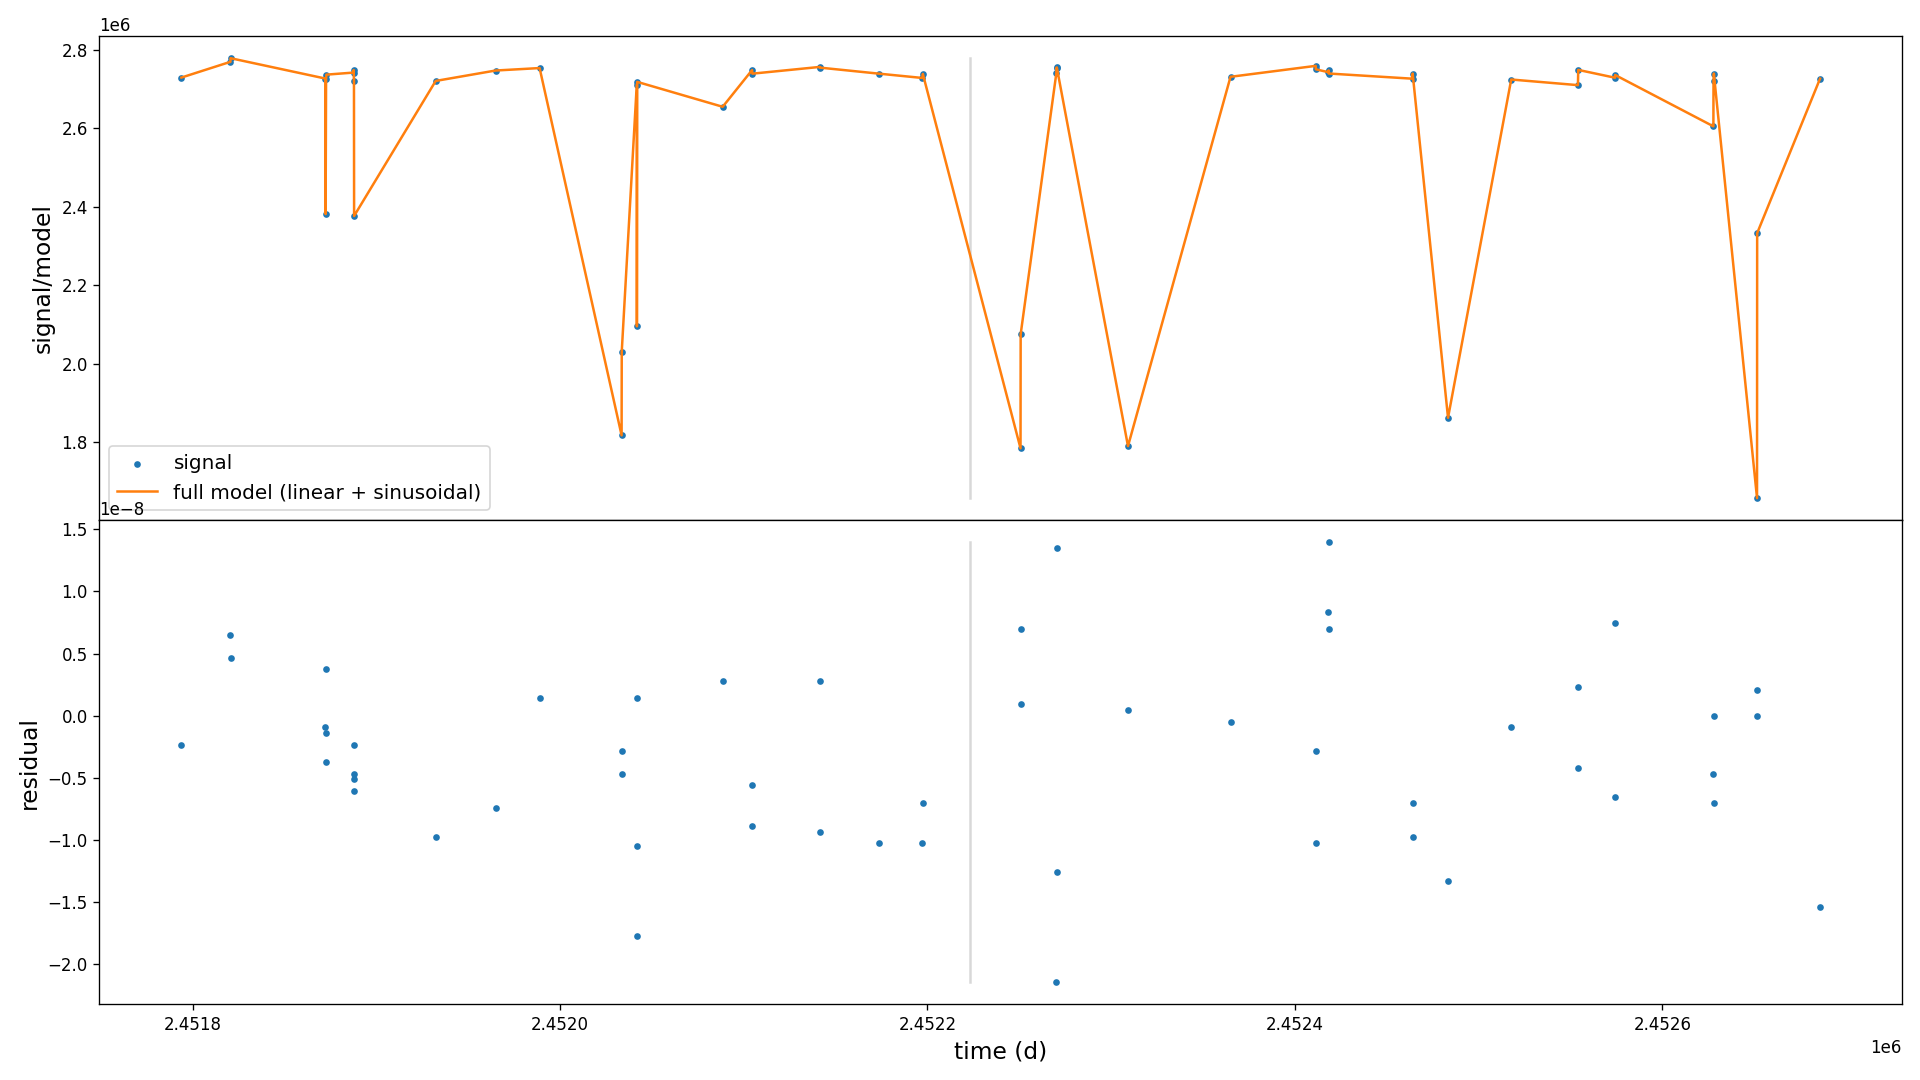 1e6
2.8
2.6
2.4
2.2
2.0
1.8
signal/model
signal
full model (linear + sinusoidal)
1e−8
1.5
1.0
0.5
0.0
−0.5
−1.0
−1.5
−2.0
residual
2.4518
2.4520
2.4522
2.4524
2.4526
time (d)
1e6